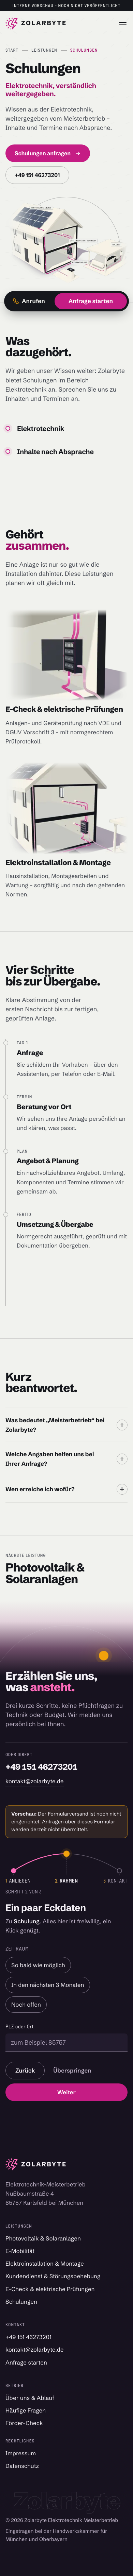 INTERNE VORSCHAU – NOCH NICHT VERÖFFENTLICHT
ZOLARBYTE
START — LEISTUNGEN — SCHULUNGEN
Schulungen
Elektrotechnik, verständlich
weitergegeben.
Wissen aus der Elektrotechnik,
weitergegeben vom Meisterbetrieb –
Inhalte und Termine nach Absprache.
Schulungen anfragen →
+49 151 46273201
Anrufen
Anfrage starten
Was
dazugehört.
Wir geben unser Wissen weiter: Zolarbyte
bietet Schulungen im Bereich
Elektrotechnik an. Sprechen Sie uns zu
Inhalten und Terminen an.
Elektrotechnik
Inhalte nach Absprache
Gehört
zusammen.
Eine Anlage ist nur so gut wie die
Installation dahinter. Diese Leistungen
planen wir oft gleich mit.
E-Check & elektrische Prüfungen
Anlagen- und Geräteprüfung nach VDE und
DGUV Vorschrift 3 – mit normgerechtem
Prüfprotokoll.
Elektroinstallation & Montage
Hausinstallation, Montagearbeiten und
Wartung – sorgfältig und nach den geltenden
Normen.
Vier Schritte
bis zur Übergabe.
Klare Abstimmung von der
ersten Nachricht bis zur fertigen,
geprüften Anlage.
TAG 1
Anfrage
Sie schildern Ihr Vorhaben – über den
Assistenten, per Telefon oder E-Mail.
TERMIN
Beratung vor Ort
Wir sehen uns Ihre Anlage persönlich an
und klären, was passt.
PLAN
Angebot & Planung
Ein nachvollziehbares Angebot. Umfang,
Komponenten und Termine stimmen wir
gemeinsam ab.
FERTIG
Umsetzung & Übergabe
Normgerecht ausgeführt, geprüft und mit
Dokumentation übergeben.
Kurz
beantwortet.
Was bedeutet „Meisterbetrieb“ bei
Zolarbyte?
Welche Angaben helfen uns bei
Ihrer Anfrage?
Wen erreiche ich wofür?
NÄCHSTE LEISTUNG
Photovoltaik &
Solaranlagen
Erzählen Sie uns,
was ansteht.
Drei kurze Schritte, keine Pflichtfragen zu
Technik oder Budget. Wir melden uns
persönlich bei Ihnen.
ODER DIREKT
+49 151 46273201
kontakt@zolarbyte.de
Vorschau: Der Formularversand ist noch nicht
eingerichtet. Anfragen über dieses Formular
werden derzeit nicht übermittelt.
1 ANLIEGEN
2 RAHMEN
3 KONTAKT
SCHRITT 2 VON 3
Ein paar Eckdaten
Zu Schulung. Alles hier ist freiwillig, ein
Klick genügt.
ZEITRAUM
So bald wie möglich
In den nächsten 3 Monaten
Noch offen
PLZ oder Ort
zum Beispiel 85757
Zurück
Überspringen
Weiter
ZOLARBYTE
Elektrotechnik-Meisterbetrieb
Nußbaumstraße 4
85757 Karlsfeld bei München
LEISTUNGEN
Photovoltaik & Solaranlagen
E-Mobilität
Elektroinstallation & Montage
Kundendienst & Störungsbehebung
E-Check & elektrische Prüfungen
Schulungen
KONTAKT
+49 151 46273201
kontakt@zolarbyte.de
Anfrage starten
BETRIEB
Über uns & Ablauf
Häufige Fragen
Förder-Check
RECHTLICHES
Impressum
Datenschutz
Zolarbyte
© 2026 Zolarbyte Elektrotechnik Meisterbetrieb
Eingetragen bei der Handwerkskammer für
München und Oberbayern